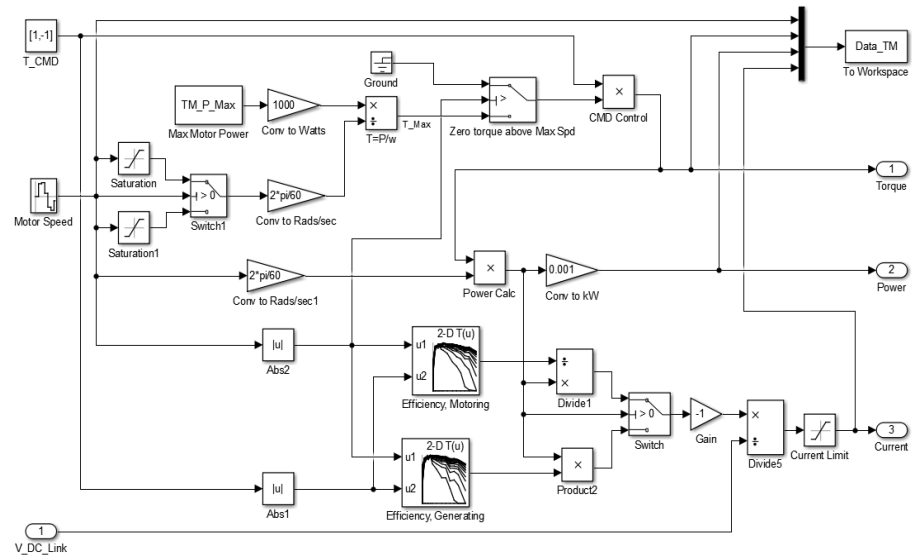 [1,-1]
T_CMD
Data_TM
To Workspace
Ground
TM_P_Max
Max Motor Power
1000
Conv to Watts
×
÷
T=P/w
T_Max
>
Zero torque above Max Spd
×
CMD Control
1
Torque
Saturation
> 0
Switch1
2*pi/60
Conv to Rads/sec
Motor Speed
Saturation1
2*pi/60
Conv to Rads/sec1
×
Power Calc
0.001
Conv to kW
2
Power
|u|
Abs2
2-D T(u)
u1
u2
Efficiency, Motoring
÷
×
Divide1
> 0
Switch
-1
Gain
×
÷
Divide5
Current Limit
3
Current
|u|
Abs1
2-D T(u)
u1
u2
Efficiency, Generating
×
Product2
1
V_DC_Link